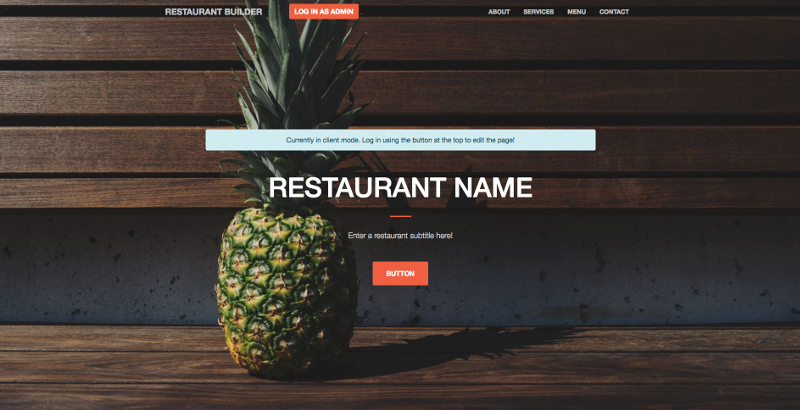 RESTAURANT BUILDER
LOG IN AS ADMIN
ABOUT
SERVICES
MENU
CONTACT
Currently in client mode. Log in using the button at the top to edit the page!
RESTAURANT NAME
Enter a restaurant subtitle here!
BUTTON